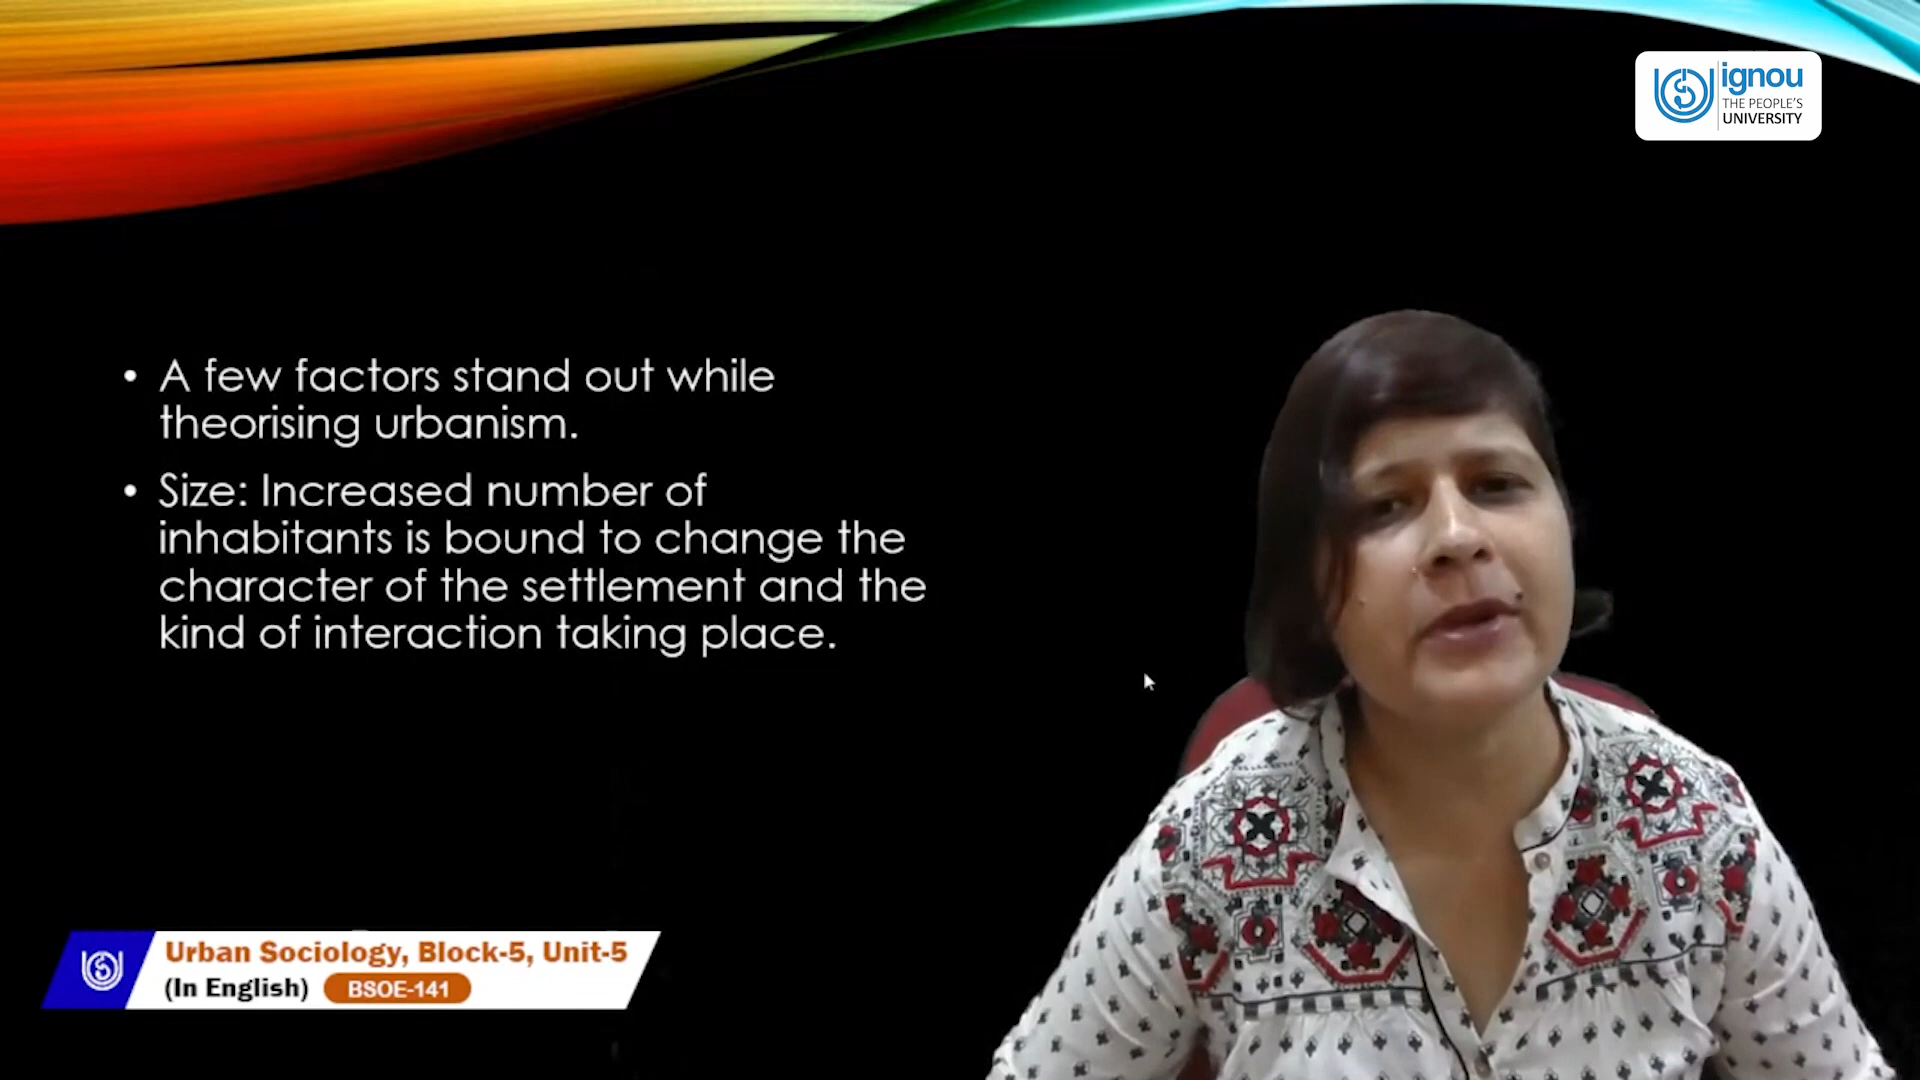 ignou
THE PEOPLE'S
UNIVERSITY
• A few factors stand out while
theorising urbanism.
• Size: Increased number of
inhabitants is bound to change the
character of the settlement and the
kind of interaction taking place.
Urban Sociology, Block-5, Unit-5
(In English) BSOE-141